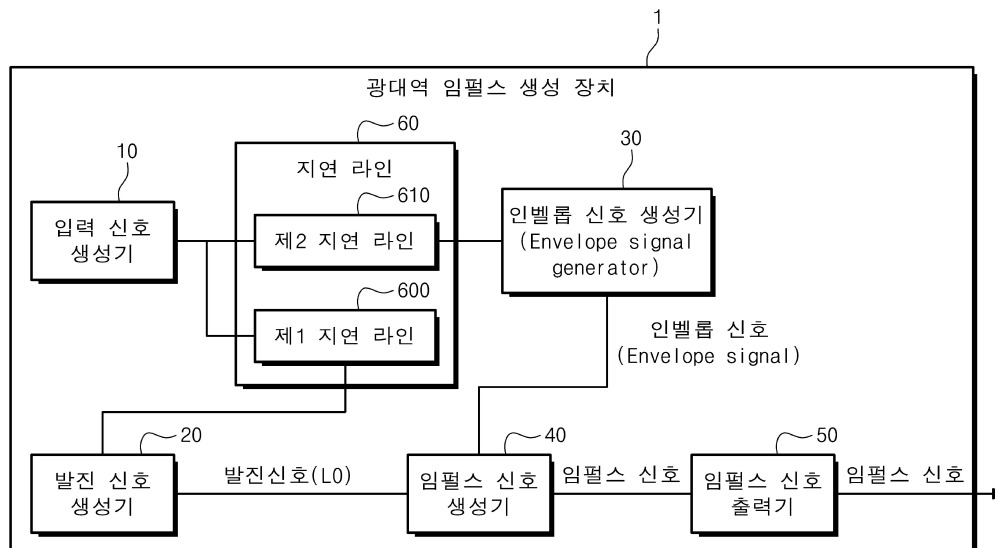 1
광대역 임펄스 생성 장치
60
지연 라인
10
입력 신호
생성기
610
제2 지연 라인
600
제1 지연 라인
30
인벨롭 신호 생성기
(Envelope signal
generator)
인벨롭 신호
(Envelope signal)
20
발진 신호
생성기
발진신호(LO)
40
임펄스 신호
생성기
임펄스 신호
50
임펄스 신호
출력기
임펄스 신호